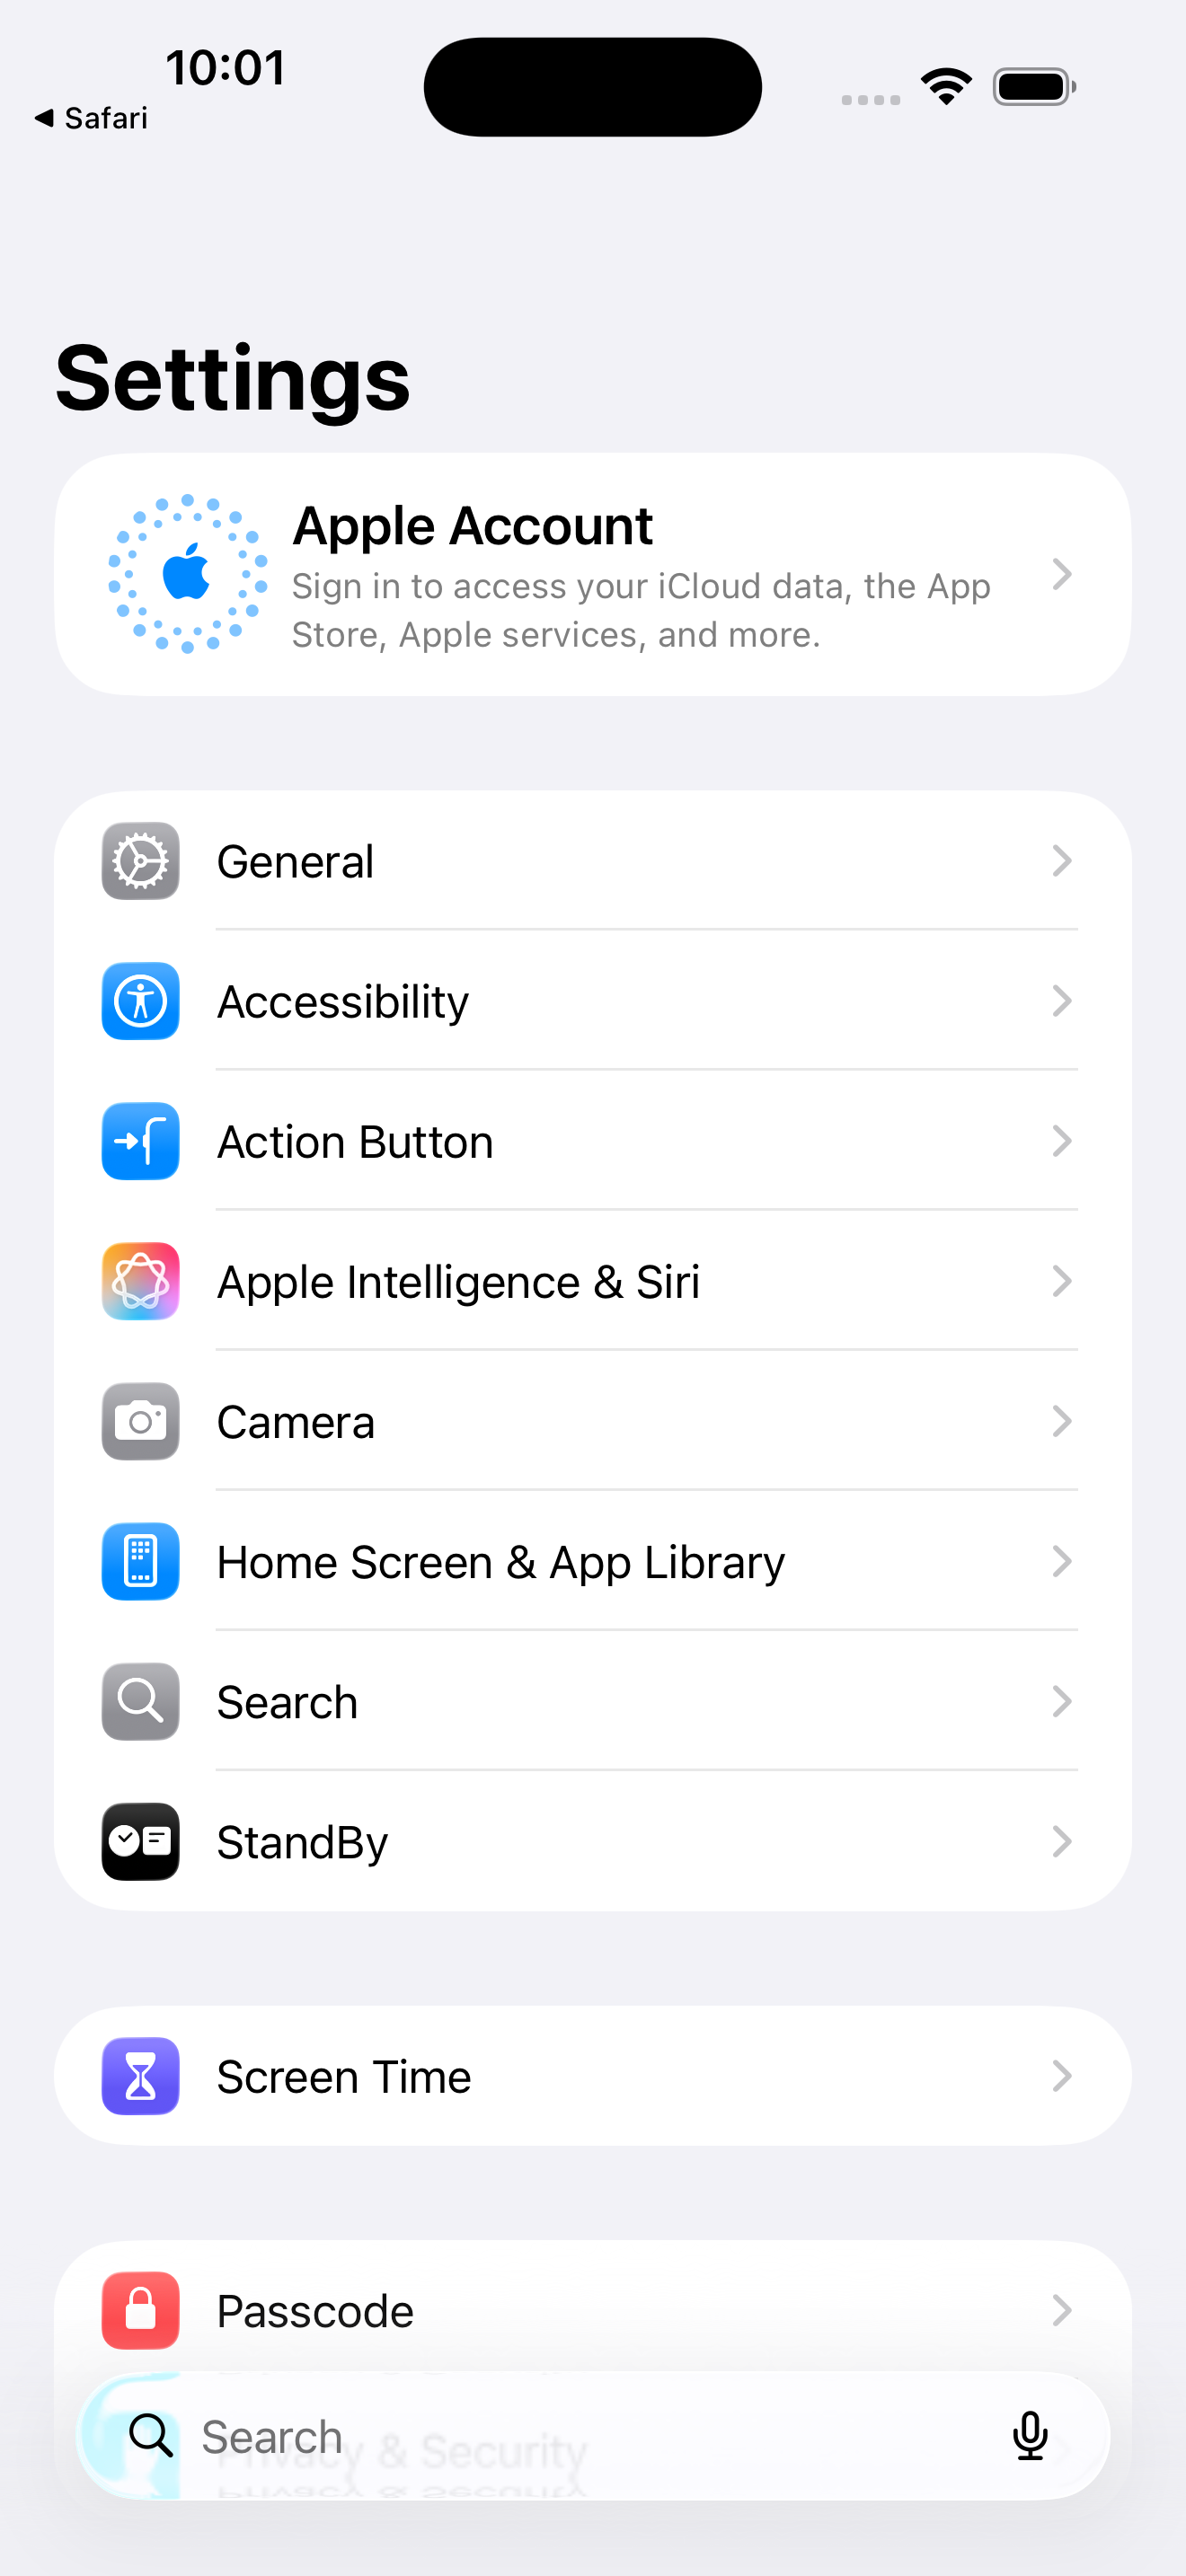 10:01
Safari
Settings
Apple Account
Sign in to access your iCloud data, the App
Store, Apple services, and more.
General
Accessibility
Action Button
Apple Intelligence & Siri
Camera
Home Screen & App Library
Search
StandBy
Screen Time
Passcode
Search
Privacy & Security